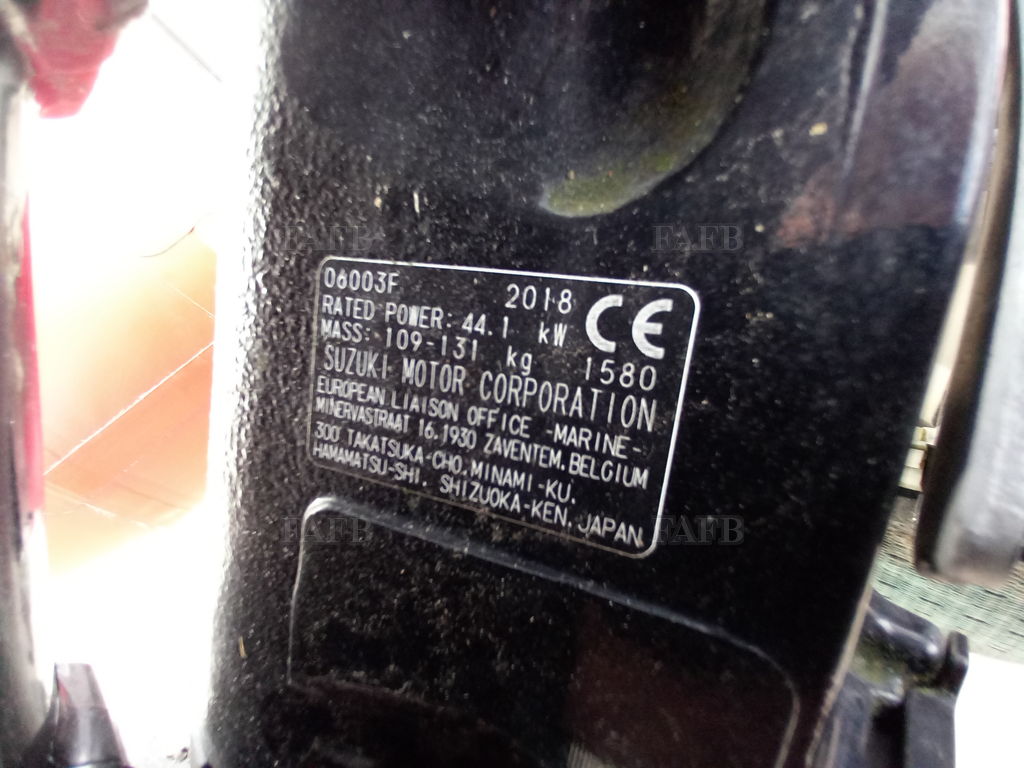 FAFB FAFB
06003F 2018 CE
RATED POWER: 44.1 kW
MASS: 109-131 kg 1580
SUZUKI MOTOR CORPORATION
EUROPEAN LIAISON OFFICE -MARINE-
MINERVASTRAAT 16, 1930 ZAVENTEM, BELGIUM
300 TAKATSUKA-CHO, MINAMI-KU,
HAMAMATSU-SHI, SHIZUOKA-KEN, JAPAN
FAFB FAFB